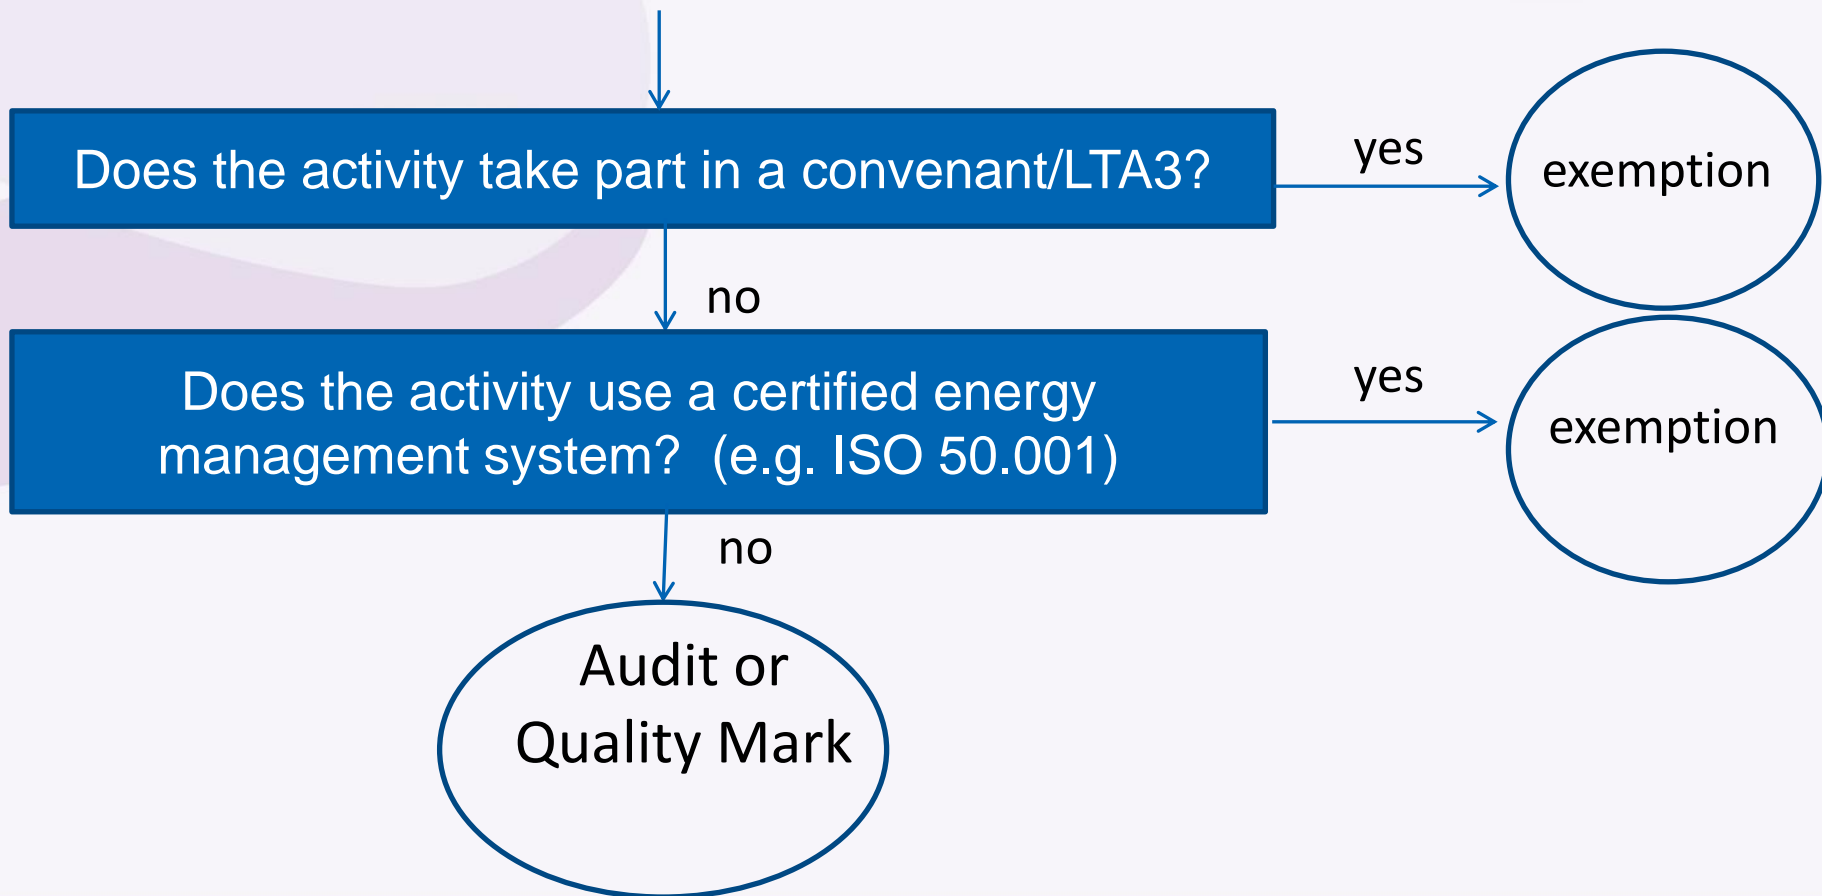 Does the activity take part in a convenant/LTA3?
yes
exemption
no
Does the activity use a certified energy
management system?  (e.g. ISO 50.001)
yes
exemption
no
Audit or
Quality Mark